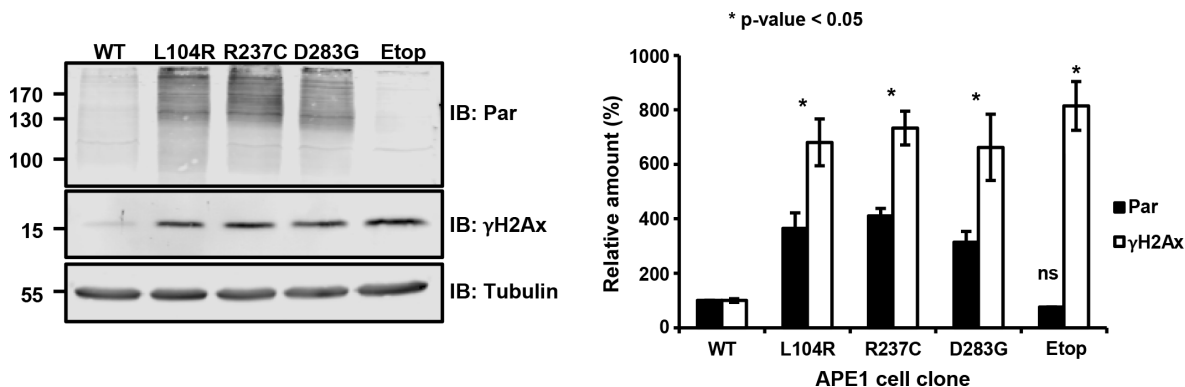 WT L104R R237C D283G Etop
170
130
100
IB: Par
15
IB: γH2Ax
55
IB: Tubulin
* p-value < 0.05
Relative amount (%)
1000
800
600
400
200
0
* * * *
ns
WT L104R R237C D283G Etop
APE1 cell clone
Par
γH2Ax